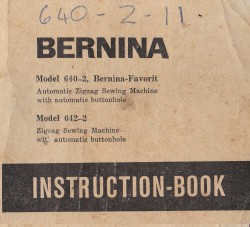 640-2-11
BERNINA
Model 640-2, Bernina-Favorit
Automatic Zigzag Sewing Machine
with automatic buttonhole
Model 642-2
Zigzag Sewing Machine
with automatic buttonhole
INSTRUCTION-BOOK